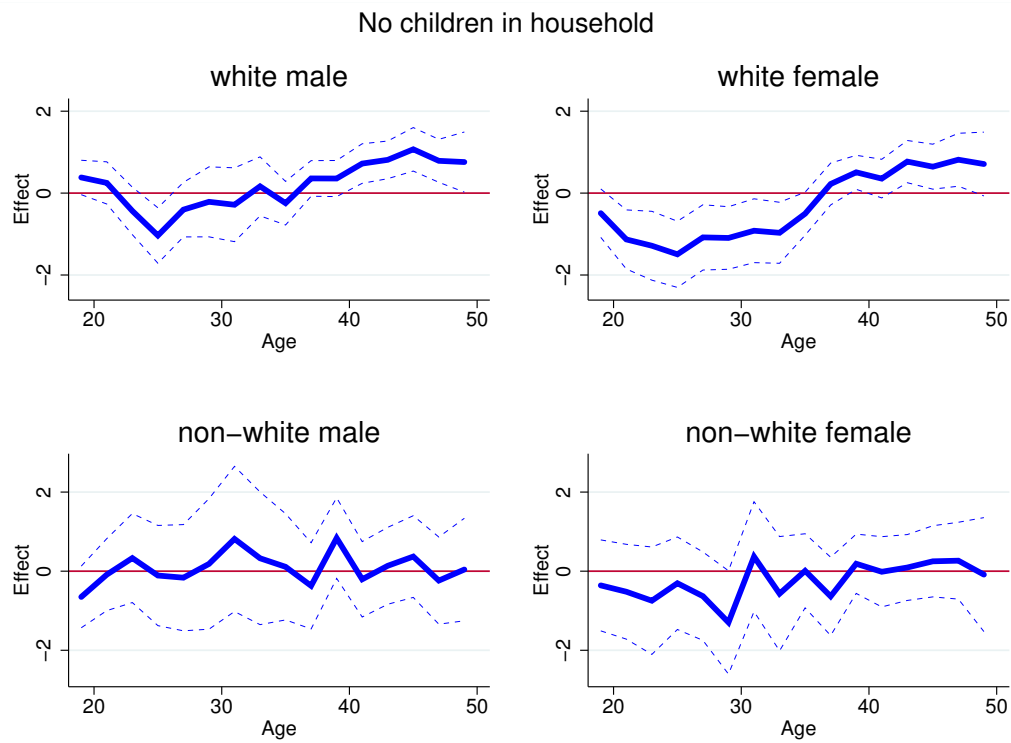 No children in household
white male
2
0
−2
Effect
20 30 40 50
Age
white female
2
0
−2
Effect
20 30 40 50
Age
non−white male
2
0
−2
Effect
20 30 40 50
Age
non−white female
2
0
−2
Effect
20 30 40 50
Age